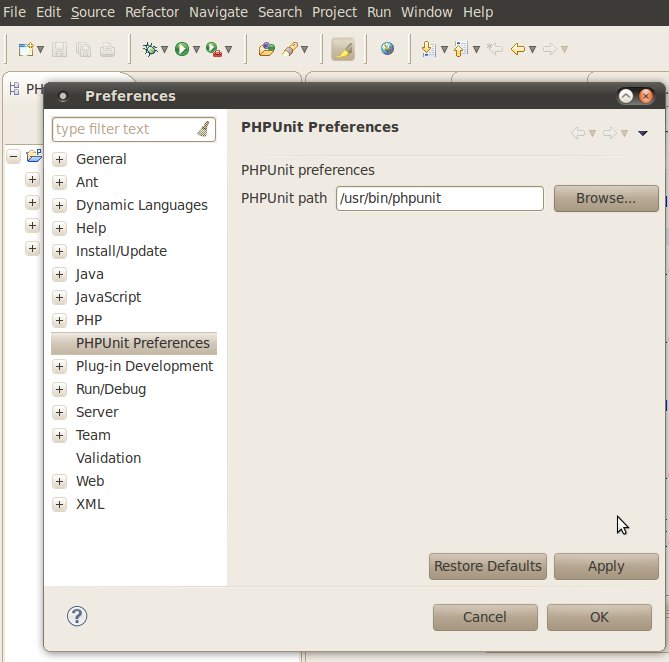 File Edit Source Refactor Navigate Search Project Run Window Help
PH
Preferences
type filter text
General
Ant
Dynamic Languages
Help
Install/Update
Java
JavaScript
PHP
PHPUnit Preferences
Plug-in Development
Run/Debug
Server
Team
Validation
Web
XML
PHPUnit Preferences
PHPUnit preferences
PHPUnit path /usr/bin/phpunit Browse...
Restore Defaults Apply
? Cancel OK